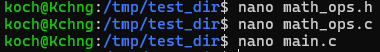 koch@Kchng:/tmp/test_dir$ nano math_ops.h
koch@Kchng:/tmp/test_dir$ nano math_ops.c
koch@Kchng:/tmp/test_dir$ nano main.c